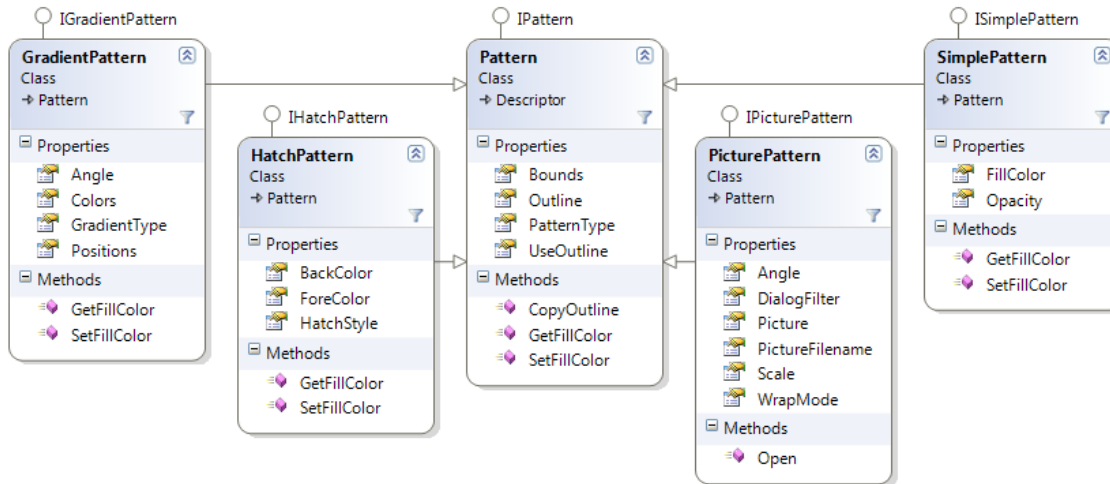 IGradientPattern
GradientPattern
Class
Pattern
Properties
Angle
Colors
GradientType
Positions
Methods
GetFillColor
SetFillColor
IHatchPattern
HatchPattern
Class
Pattern
Properties
BackColor
ForeColor
HatchStyle
Methods
GetFillColor
SetFillColor
IPattern
Pattern
Class
Descriptor
Properties
Bounds
Outline
PatternType
UseOutline
Methods
CopyOutline
GetFillColor
SetFillColor
IPicturePattern
PicturePattern
Class
Pattern
Properties
Angle
DialogFilter
Picture
PictureFilename
Scale
WrapMode
Methods
Open
ISimplePattern
SimplePattern
Class
Pattern
Properties
FillColor
Opacity
Methods
GetFillColor
SetFillColor